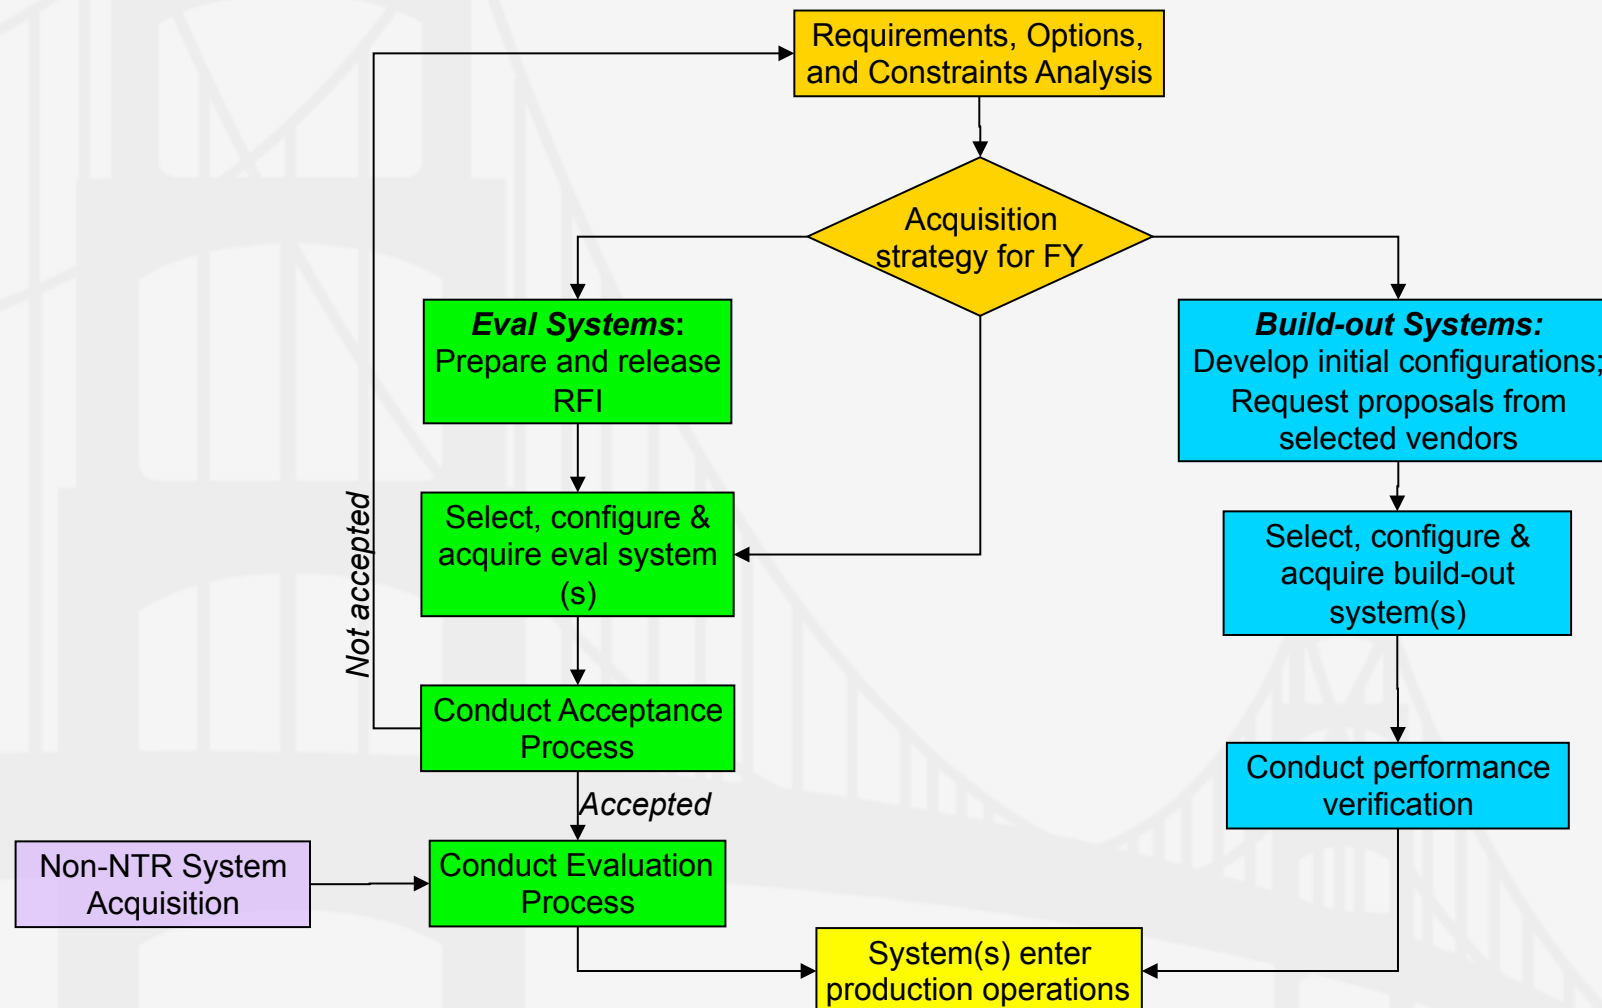 Requirements, Options,
and Constraints Analysis
Acquisition
strategy for FY
Eval Systems:
Prepare and release
RFI
Build-out Systems:
Develop initial configurations;
Request proposals from
selected vendors
Select, configure &
acquire eval system
(s)
Select, configure &
acquire build-out
system(s)
Not accepted
Conduct Acceptance
Process
Conduct performance
verification
Accepted
Non-NTR System
Acquisition
Conduct Evaluation
Process
System(s) enter
production operations